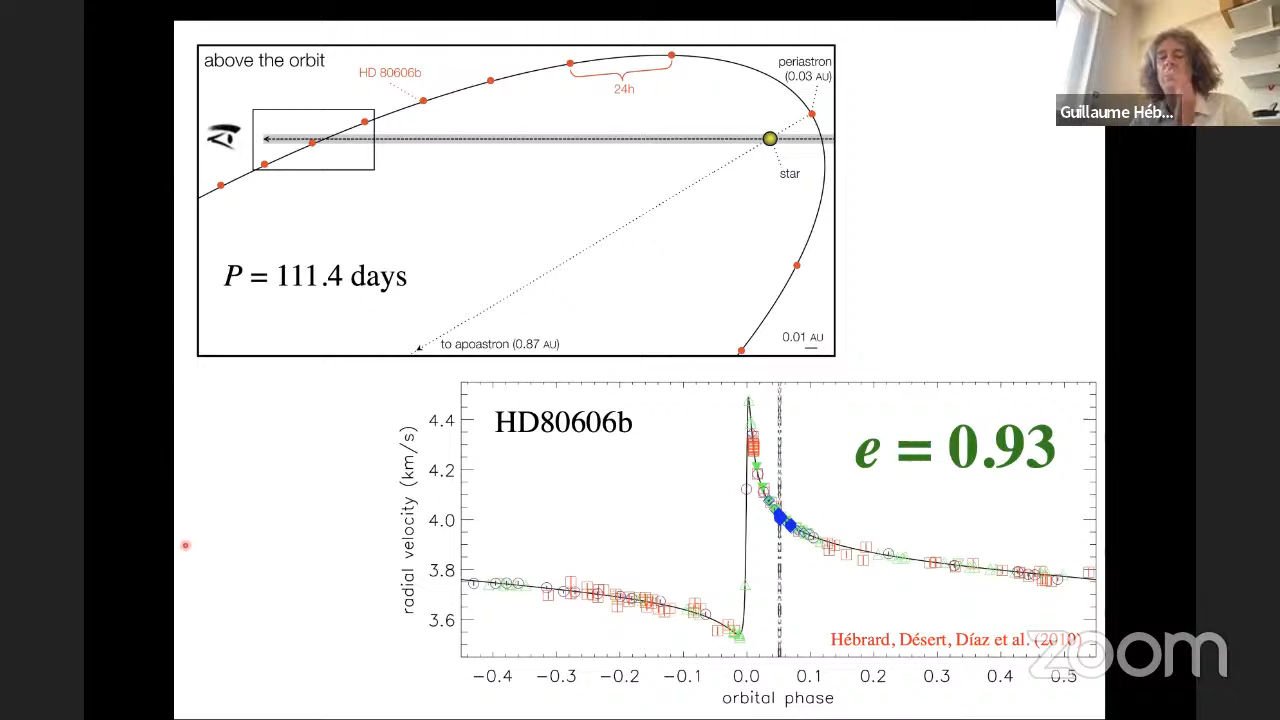 above the orbit
HD 80606b
24h
periastron
(0.03 AU)
star
P = 111.4 days
to apoastron (0.87 AU)
0.01 AU
Guillaume Héb...
HD80606b
e = 0.93
radial velocity (km/s)
4.4
4.2
4.0
3.8
3.6
Hébrard, Désert, Díaz et al. (2010)
−0.4 −0.3 −0.2 −0.1 0.0 0.1 0.2 0.3 0.4 0.5
orbital phase
zoom